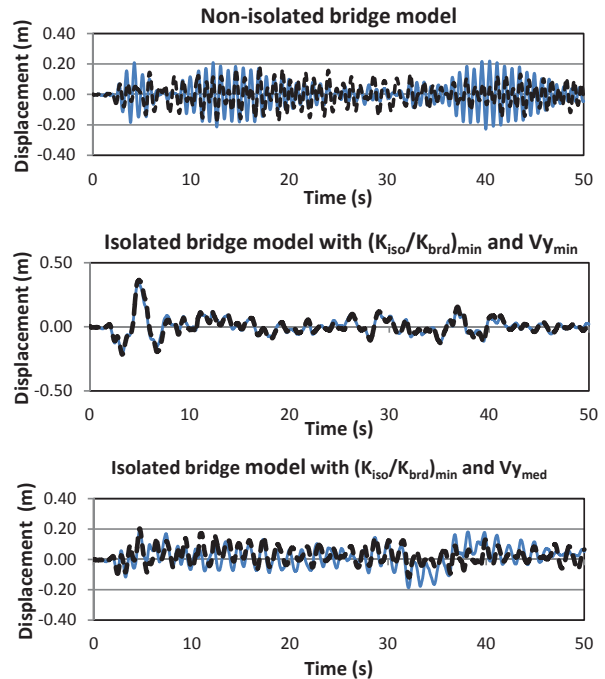 Non-isolated bridge model
Displacement (m)
0.40
0.20
0.00
-0.20
-0.40
0 10 20 30 40 50
Time (s)
Isolated bridge model with (Kiso/Kbrd)min and Vymin
Displacement (m)
0.50
0.00
-0.50
0 10 20 30 40 50
Time (s)
Isolated bridge model with (Kiso/Kbrd)min and Vymed
Displacement (m)
0.40
0.20
0.00
-0.20
-0.40
0 10 20 30 40 50
Time (s)